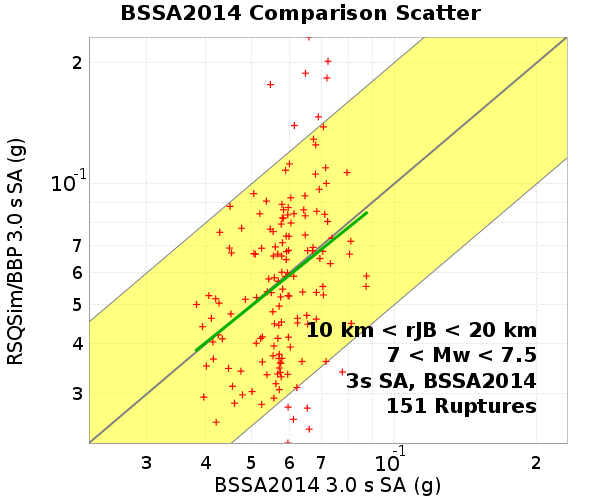 BSSA2014 Comparison Scatter
RSQSim/BBP 3.0 s SA (g)
2
10-1
7
6
5
4
3
10 km < rJB < 20 km
7 < Mw < 7.5
3s SA, BSSA2014
151 Ruptures
3 4 5 6 7 10-1 2
BSSA2014 3.0 s SA (g)